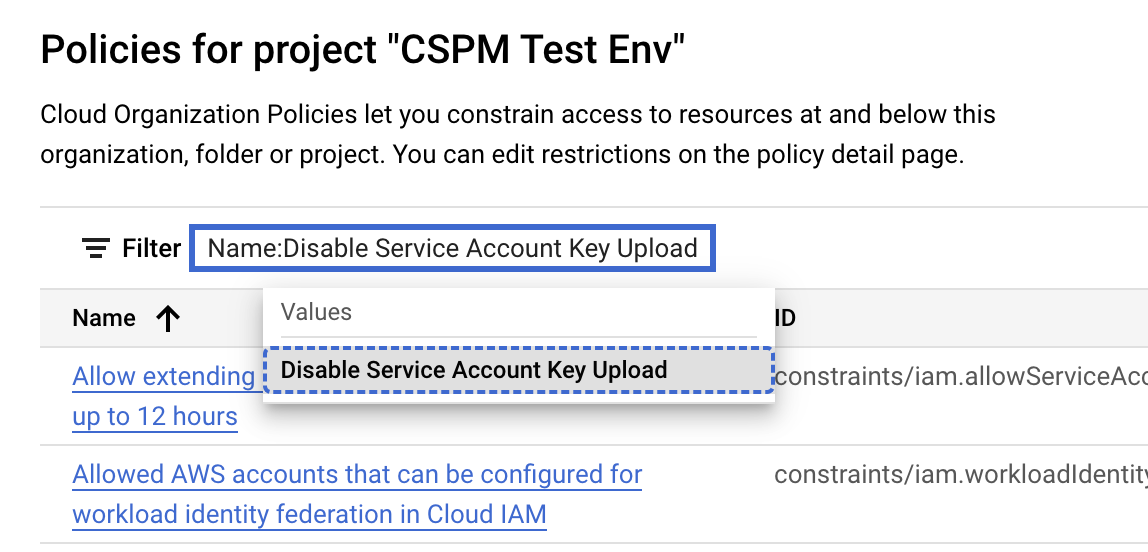 Policies for project "CSPM Test Env"
Cloud Organization Policies let you constrain access to resources at and below this
organization, folder or project. You can edit restrictions on the policy detail page.
Filter Name:Disable Service Account Key Upload
Name ID
Values
Disable Service Account Key Upload
Allow extending
up to 12 hours
constraints/iam.allowServiceAcc
Allowed AWS accounts that can be configured for
workload identity federation in Cloud IAM
constraints/iam.workloadIdentity